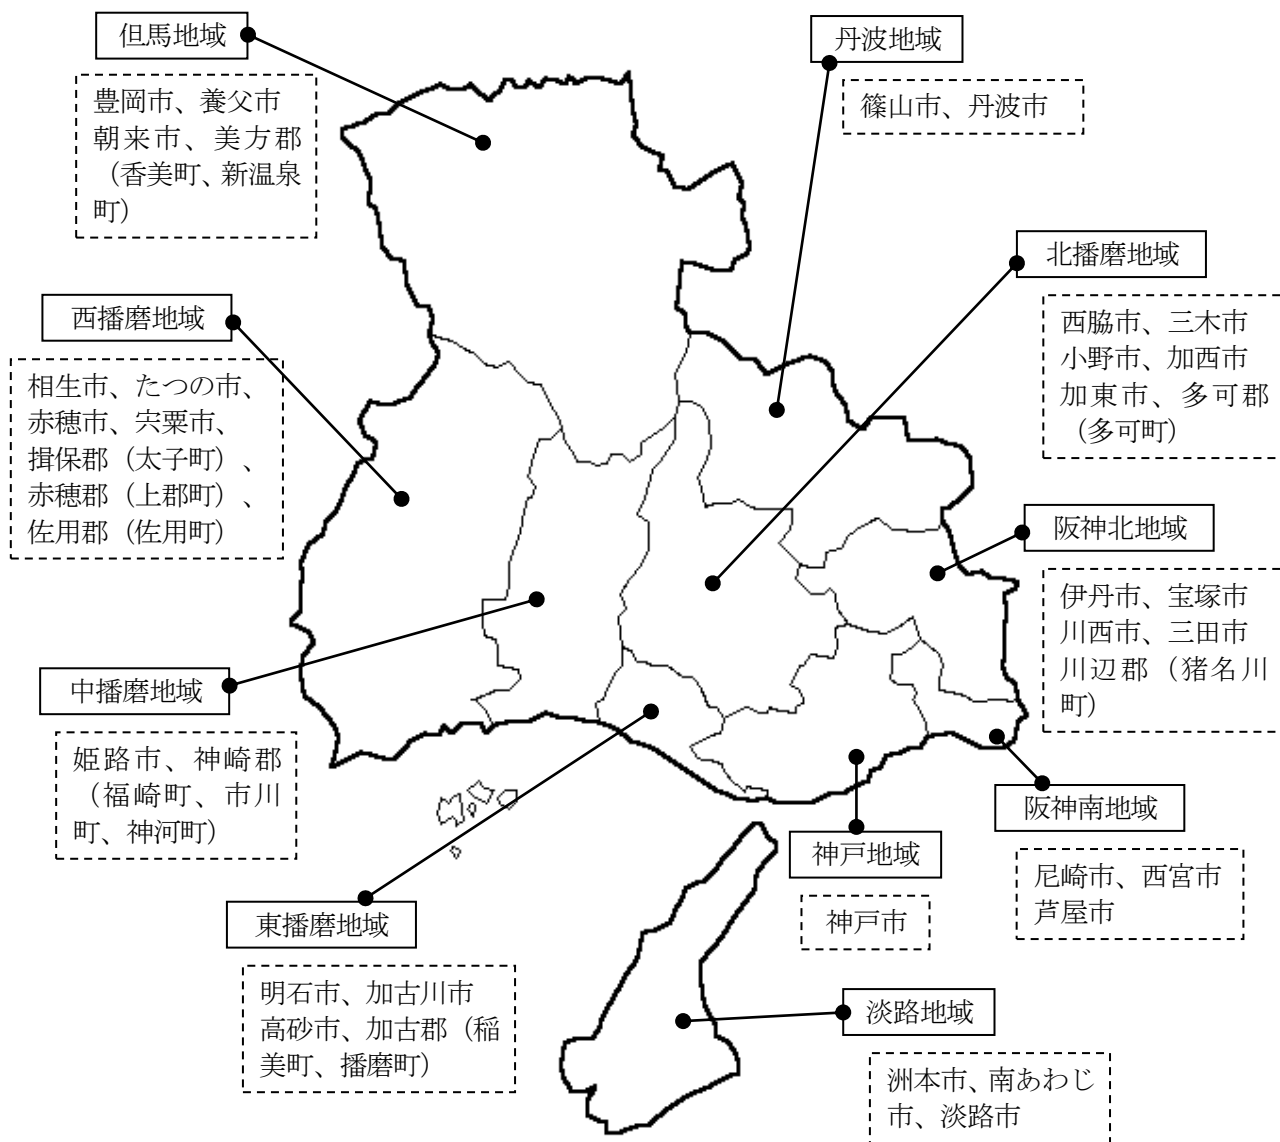 但馬地域
豊岡市、養父市
朝来市、美方郡
（香美町、新温泉
町）
丹波地域
篠山市、丹波市
北播磨地域
西脇市、三木市
小野市、加西市
加東市、多可郡
（多可町）
西播磨地域
相生市、たつの市、
赤穂市、宍粟市、
揖保郡（太子町）、
赤穂郡（上郡町）、
佐用郡（佐用町）
阪神北地域
伊丹市、宝塚市
川西市、三田市
川辺郡（猪名川
町）
中播磨地域
姫路市、神崎郡
（福崎町、市川
町、神河町）
阪神南地域
尼崎市、西宮市
芦屋市
神戸地域
神戸市
東播磨地域
明石市、加古川市
高砂市、加古郡（稲
美町、播磨町）
淡路地域
洲本市、南あわじ
市、淡路市